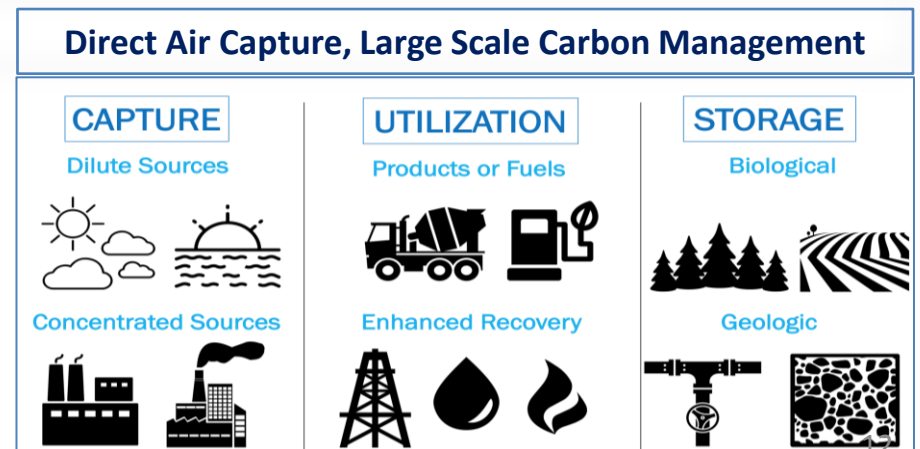 Direct Air Capture, Large Scale Carbon Management
CAPTURE
Dilute Sources
Concentrated Sources
UTILIZATION
Products or Fuels
Enhanced Recovery
STORAGE
Biological
Geologic
12